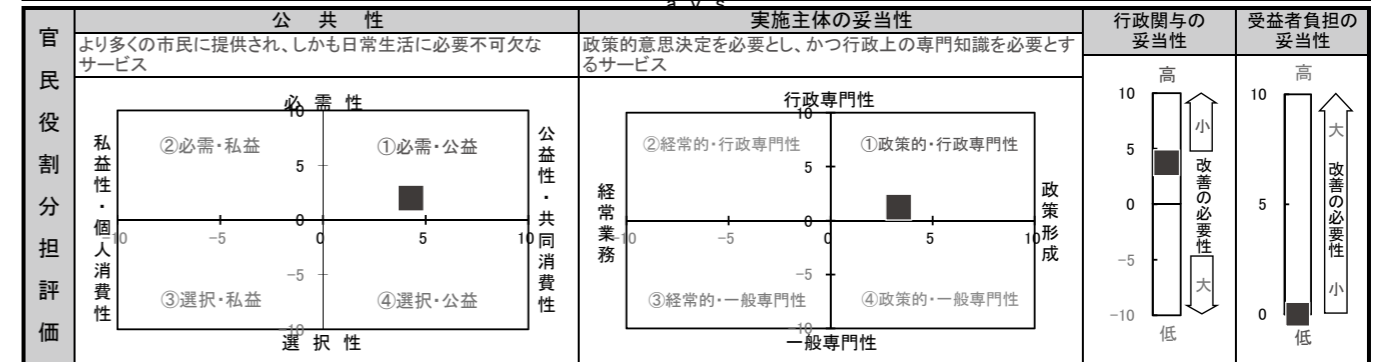 官民役割分担評価
公 共 性
より多くの市民に提供され、しかも日常生活に必要不可欠な
サービス
必 需 性
②必需・私益
①必需・公益
私益性・個人消費性
公益性・共同消費性
10
5
0
-10
-5
0
5
10
-5
-10
③選択・私益
④選択・公益
選 択 性
実施主体の妥当性
政策的意思決定を必要とし、かつ行政上の専門知識を必要とす
るサービス
行政専門性
②経常的・行政専門性
①政策的・行政専門性
経常業務
政策形成
10
5
0
-10
-5
0
5
10
-5
-10
③経常的・一般専門性
④政策的・一般専門性
一般専門性
行政関与の
妥当性
高
10
5
0
-5
-10
小
改善の必要性
大
低
受益者負担の
妥当性
高
10
5
0
大
改善の必要性
小
低